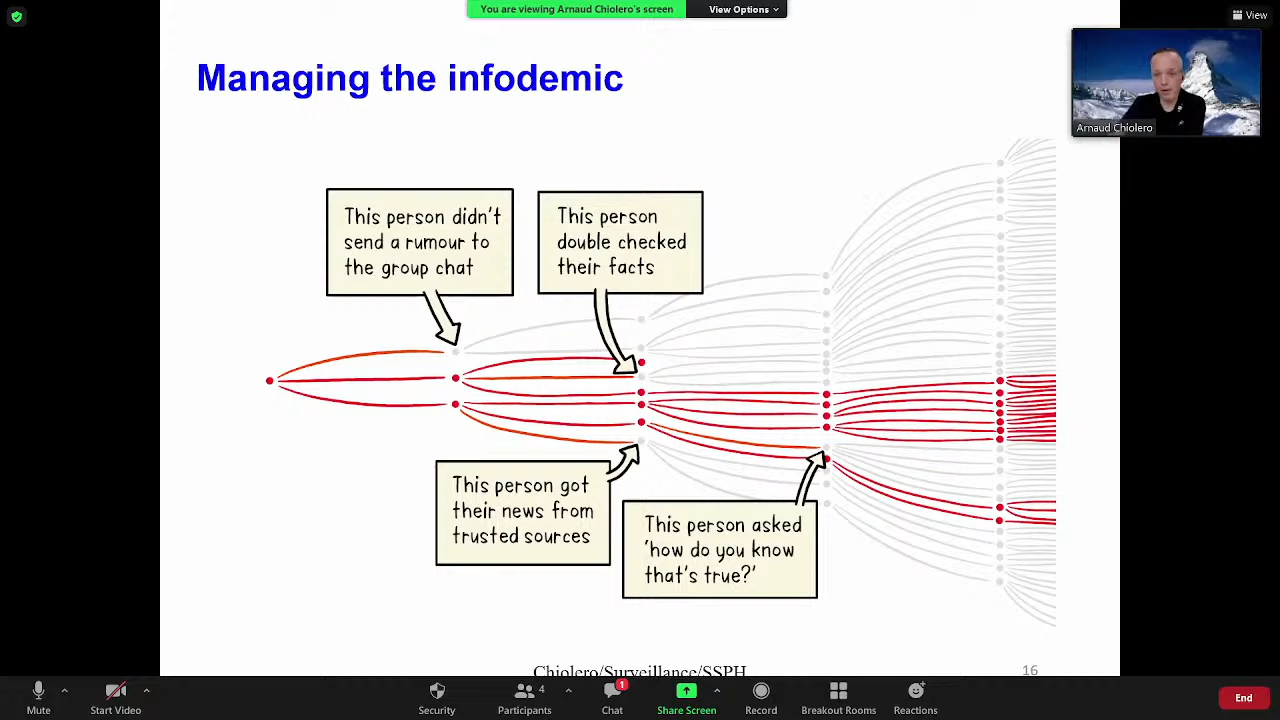 You are viewing Arnaud Chiolero's screen
View Options
View
Managing the infodemic
Arnaud Chiolero
This person didn't
send a rumour to
the group chat
This person
double checked
their facts
This person got
their news from
trusted sources
This person asked
'how do you know
that's true?'
Chiolero/Surveillance/SSPH
16
Mute
Start Video
Security
4
Participants
1
Chat
Share Screen
Record
Breakout Rooms
Reactions
End